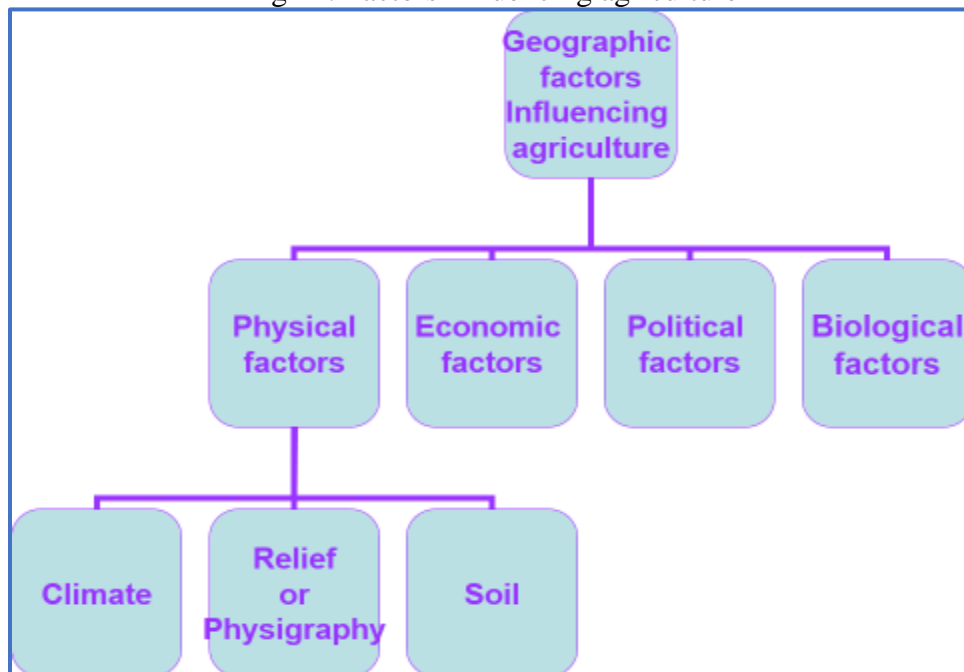 Geographic
factors
Influencing
agriculture
Physical
factors
Economic
factors
Political
factors
Biological
factors
Climate
Relief
or
Physigraphy
Soil